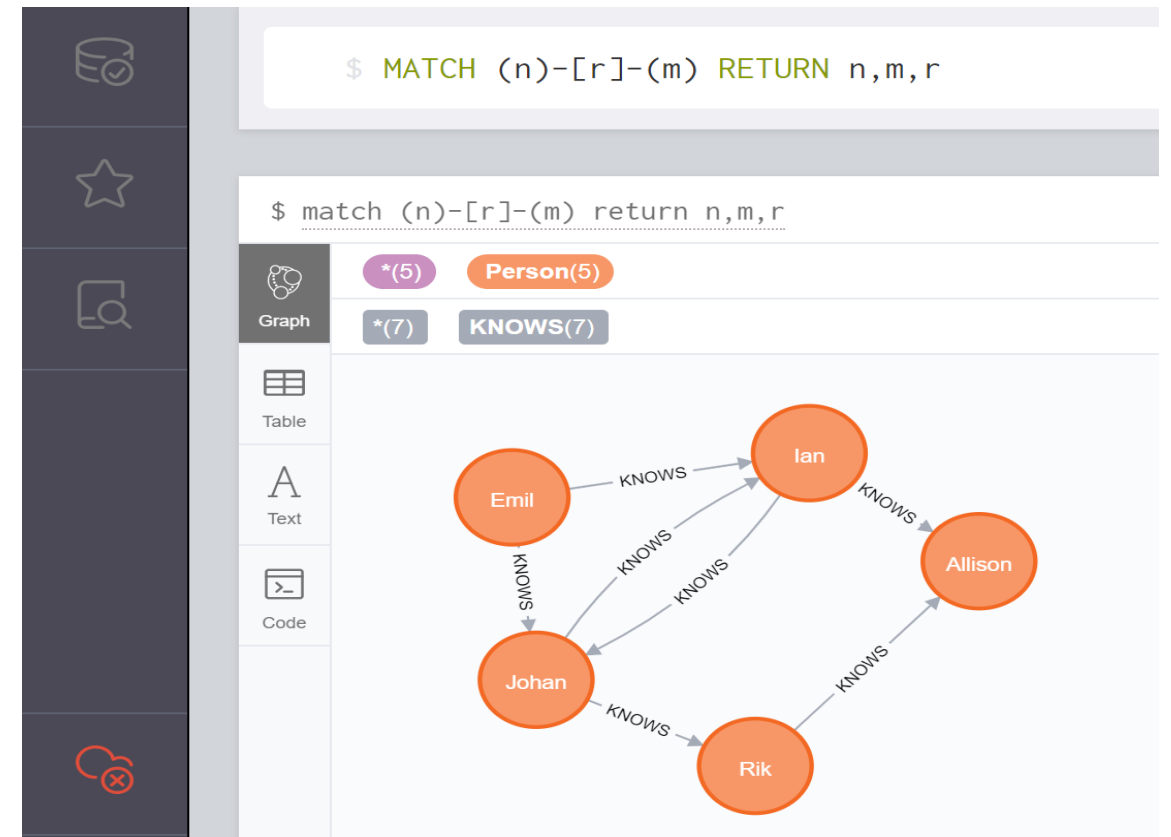 $ MATCH (n)-[r]-(m) RETURN n,m,r
$ match (n)-[r]-(m) return n,m,r
Graph
*(5) Person(5)
*(7) KNOWS(7)
Table
Text
Code
Emil
KNOWS
Ian
KNOWS
KNOWS
KNOWS
KNOWS
Allison
Johan
KNOWS
KNOWS
Rik